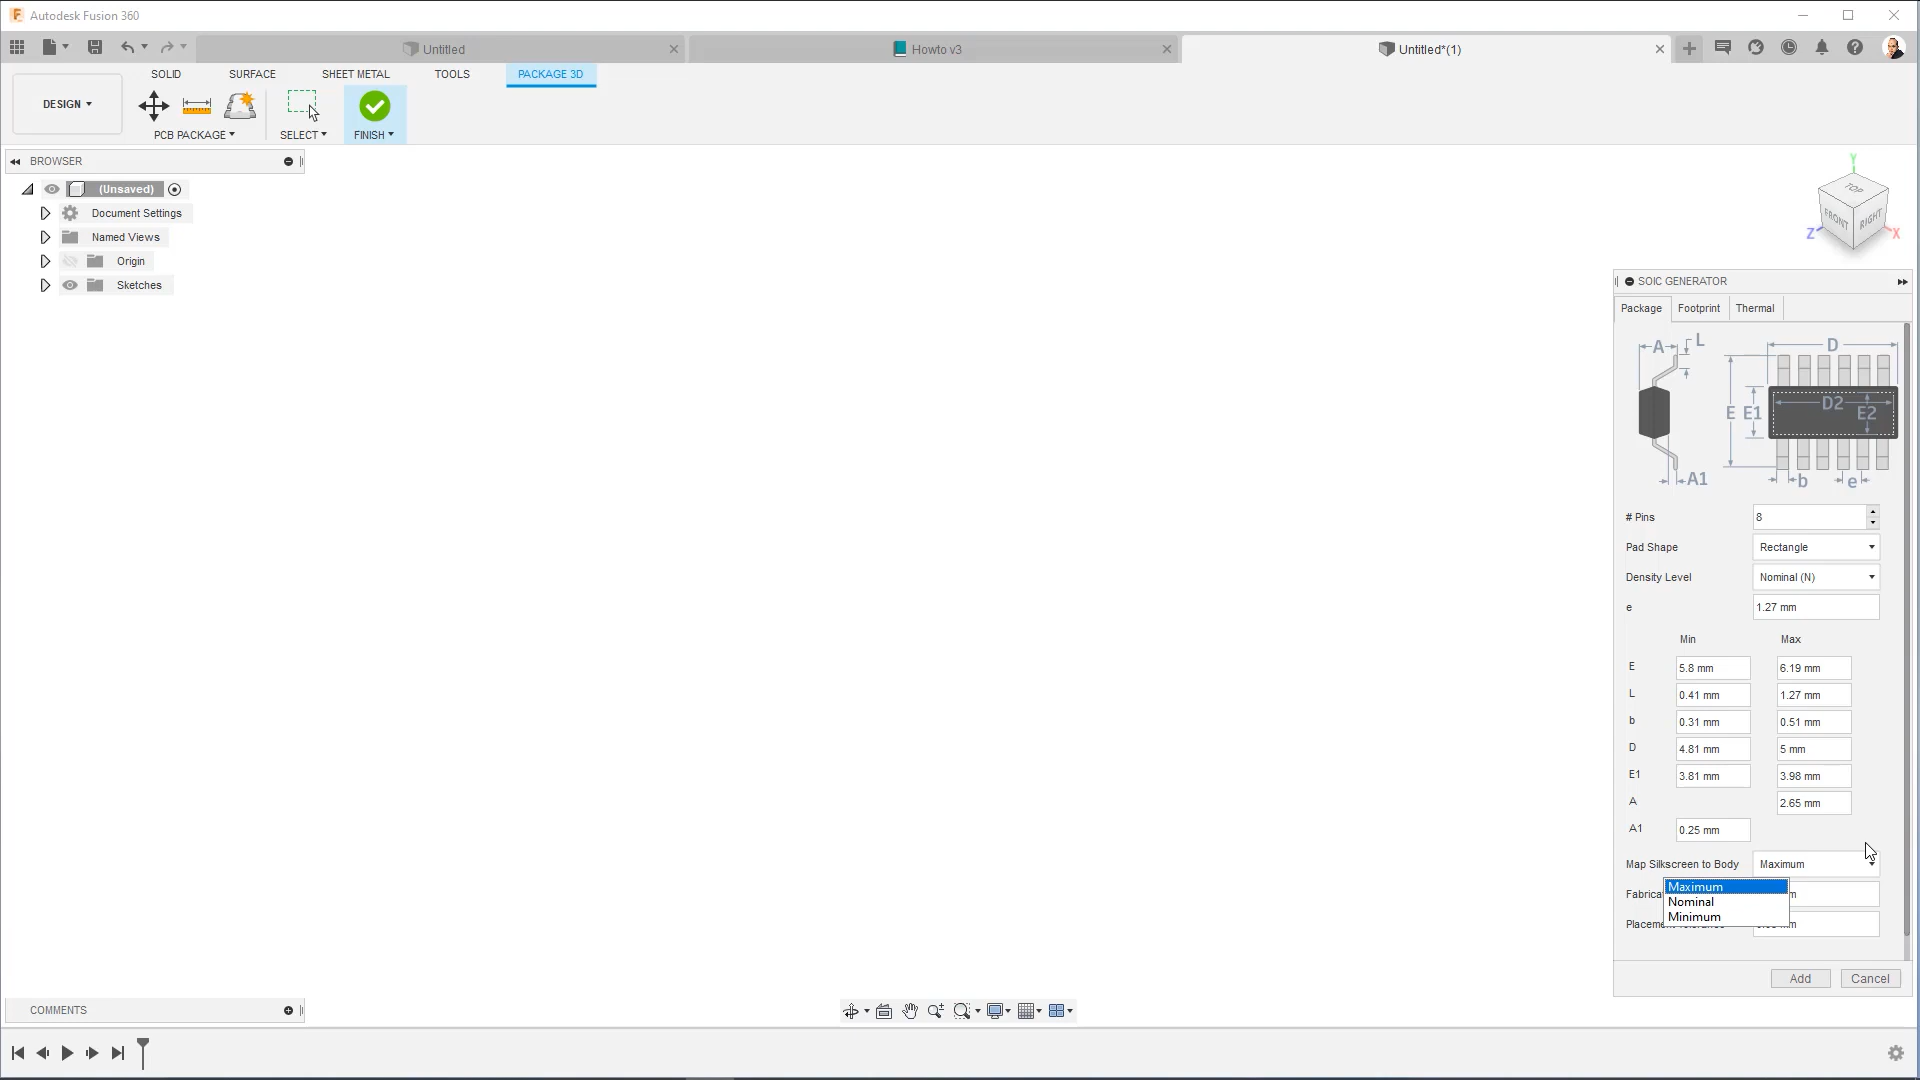 Autodesk Fusion 360
Untitled
Howto v3
Untitled*(1)
SOLID
SURFACE
SHEET METAL
TOOLS
PACKAGE 3D
DESIGN
PCB PACKAGE
SELECT
FINISH
BROWSER
(Unsaved)
Document Settings
Named Views
Origin
Sketches
Y
TOP
FRONT
RIGHT
Z
X
SOIC GENERATOR
Package
Footprint
Thermal
A
L
D
E
E1
D2
E2
A1
b
e
# Pins
8
Pad Shape
Rectangle
Density Level
Nominal (N)
e
1.27 mm
Min
Max
E
5.8 mm
6.19 mm
L
0.41 mm
1.27 mm
b
0.31 mm
0.51 mm
D
4.81 mm
5 mm
E1
3.81 mm
3.98 mm
A
2.65 mm
A1
0.25 mm
Map Silkscreen to Body
Maximum
Maximum
Nominal
Minimum
Add
Cancel
COMMENTS